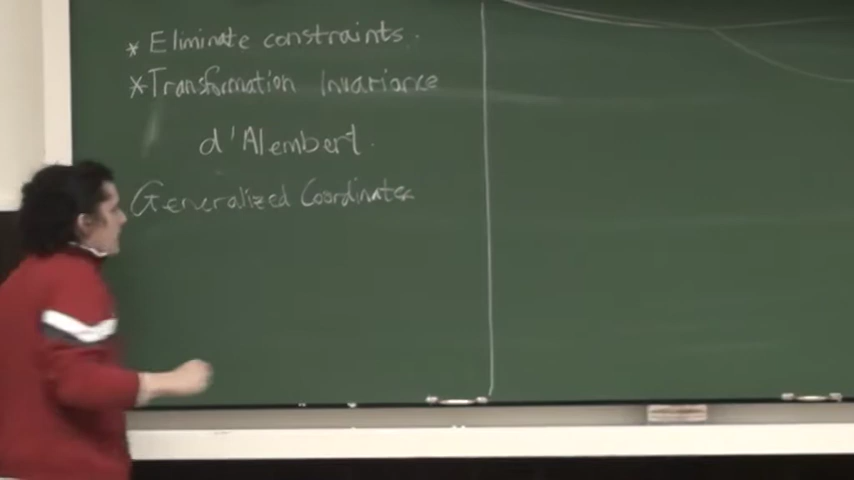 * Eliminate constraints.
* Transformation Invariance
d'Alembert.
Generalized Coordinates